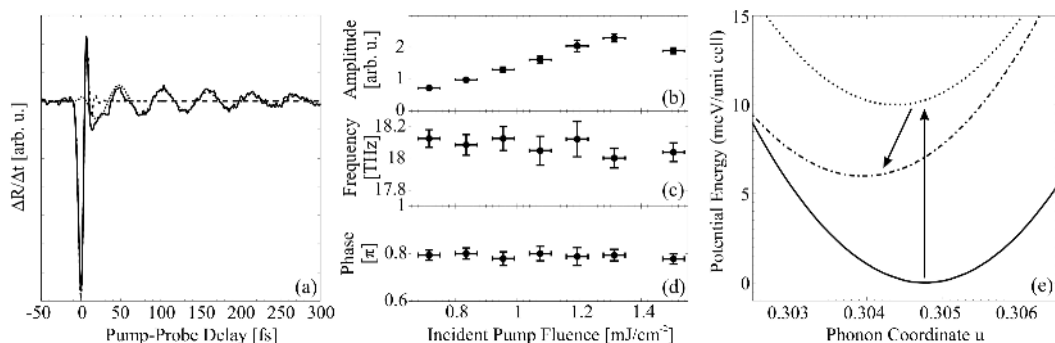 ΔR/Δt [arb. u.]
(a)
-50 0 50 100 150 200 250 300
Pump-Probe Delay [fs]
Amplitude
[arb. u.]
2
1
0
(b)
Frequency
[THz]
18.2
18
17.8
(c)
Phase
[π]
1
0.8
0.6
(d)
0.8 1 1.2 1.4
Incident Pump Fluence [mJ/cm⁻²]
Potential Energy (meV/unit cell)
15
10
5
0
(e)
0.303 0.304 0.305 0.306
Phonon Coordinate u